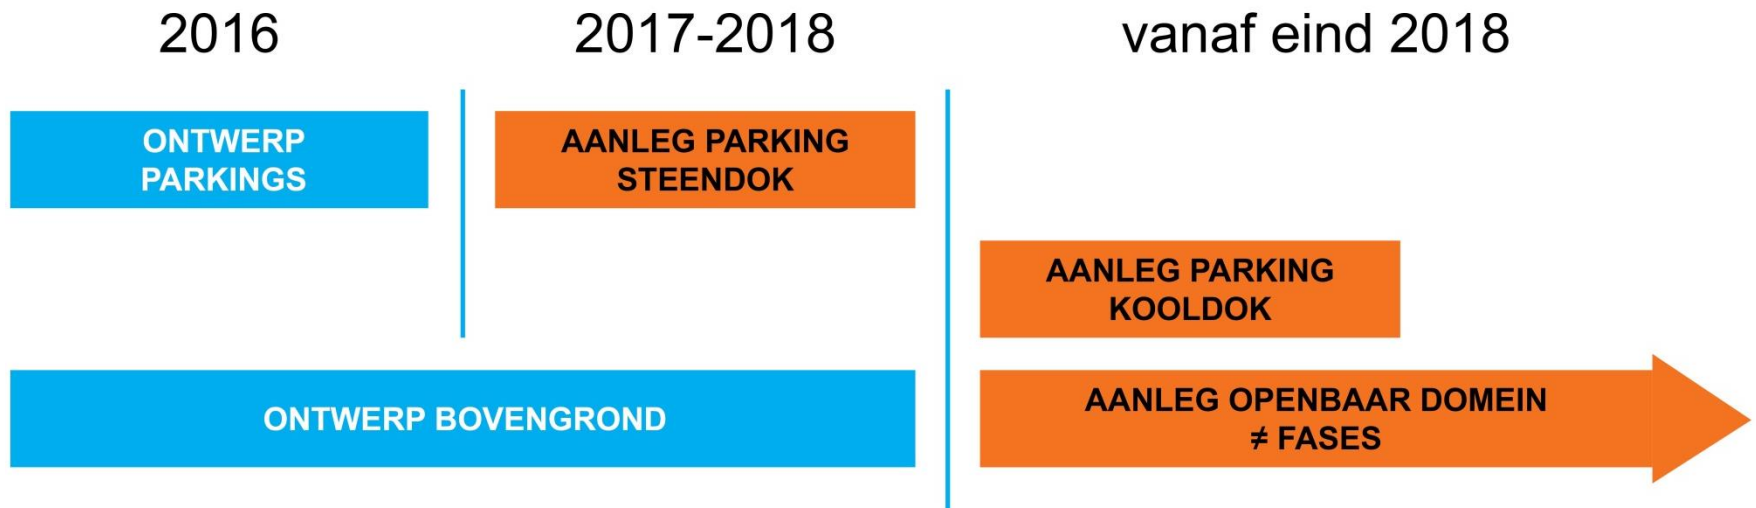 2016
2017-2018
vanaf eind 2018
ONTWERP
PARKINGS
AANLEG PARKING
STEENDOK
AANLEG PARKING
KOOLDOK
ONTWERP BOVENGROND
AANLEG OPENBAAR DOMEIN
≠ FASES